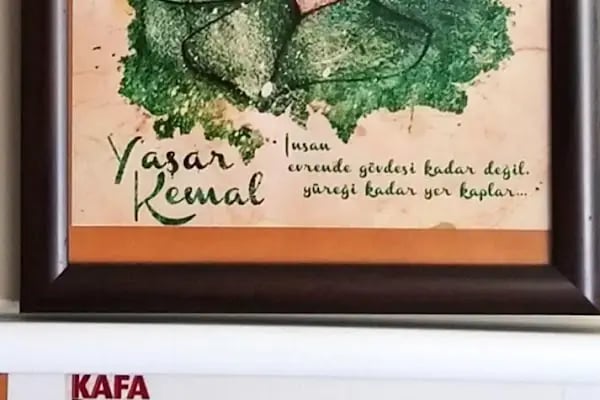 Yaşar
Kemal
İnsan
evrende gövdesi kadar değil.
yüreği kadar yer kaplar...
KAFA